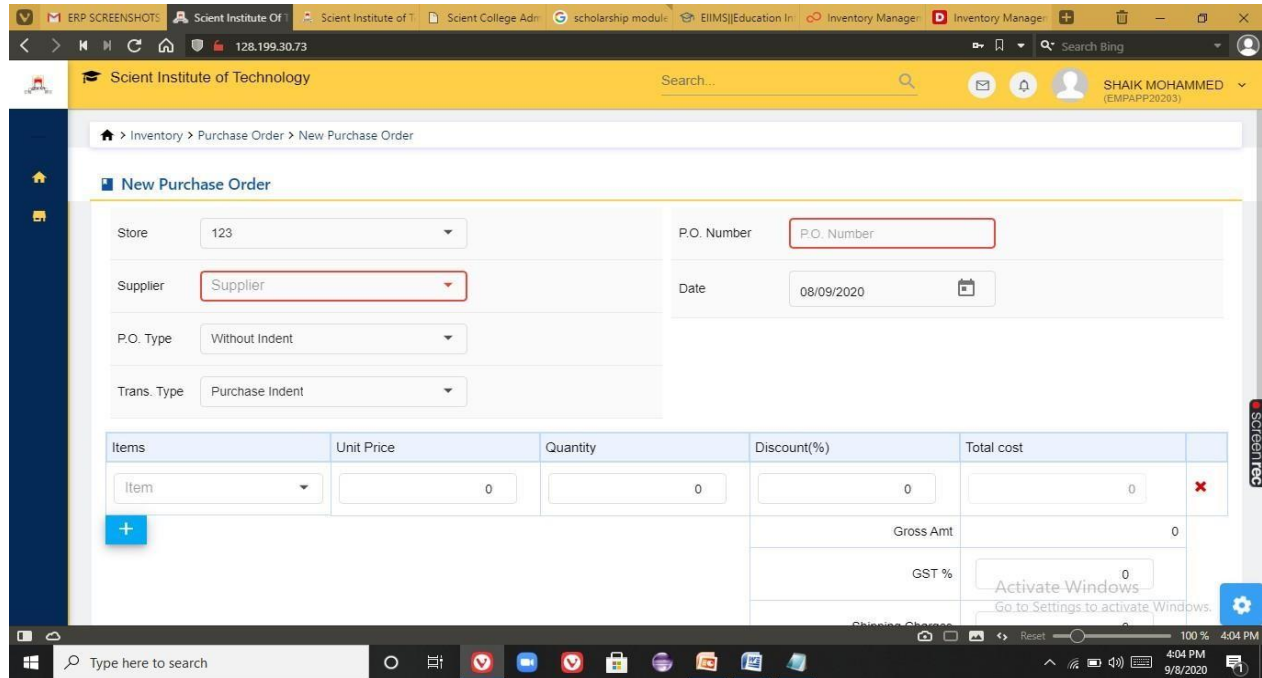 ERP SCREENSHOTS Scient Institute Of T Scient Institute of T Scient College Adm scholarship module EIIMS||Education In Inventory Manager Inventory Manager
128.199.30.73 Search Bing
Scient Institute of Technology Search... SHAIK MOHAMMED
(EMPAPP20203)
> Inventory > Purchase Order > New Purchase Order
New Purchase Order
Store 123 P.O. Number P.O. Number
Supplier Supplier Date 08/09/2020
P.O. Type Without Indent
Trans. Type Purchase Indent
Items Unit Price Quantity Discount(%) Total cost
Item 0 0 0 0
+
Gross Amt 0
GST % 0
Activate Windows
Go to Settings to activate Windows.
Shipping Charges 0
screenrec
Reset 100 % 4:04 PM
Type here to search 4:04 PM
9/8/2020